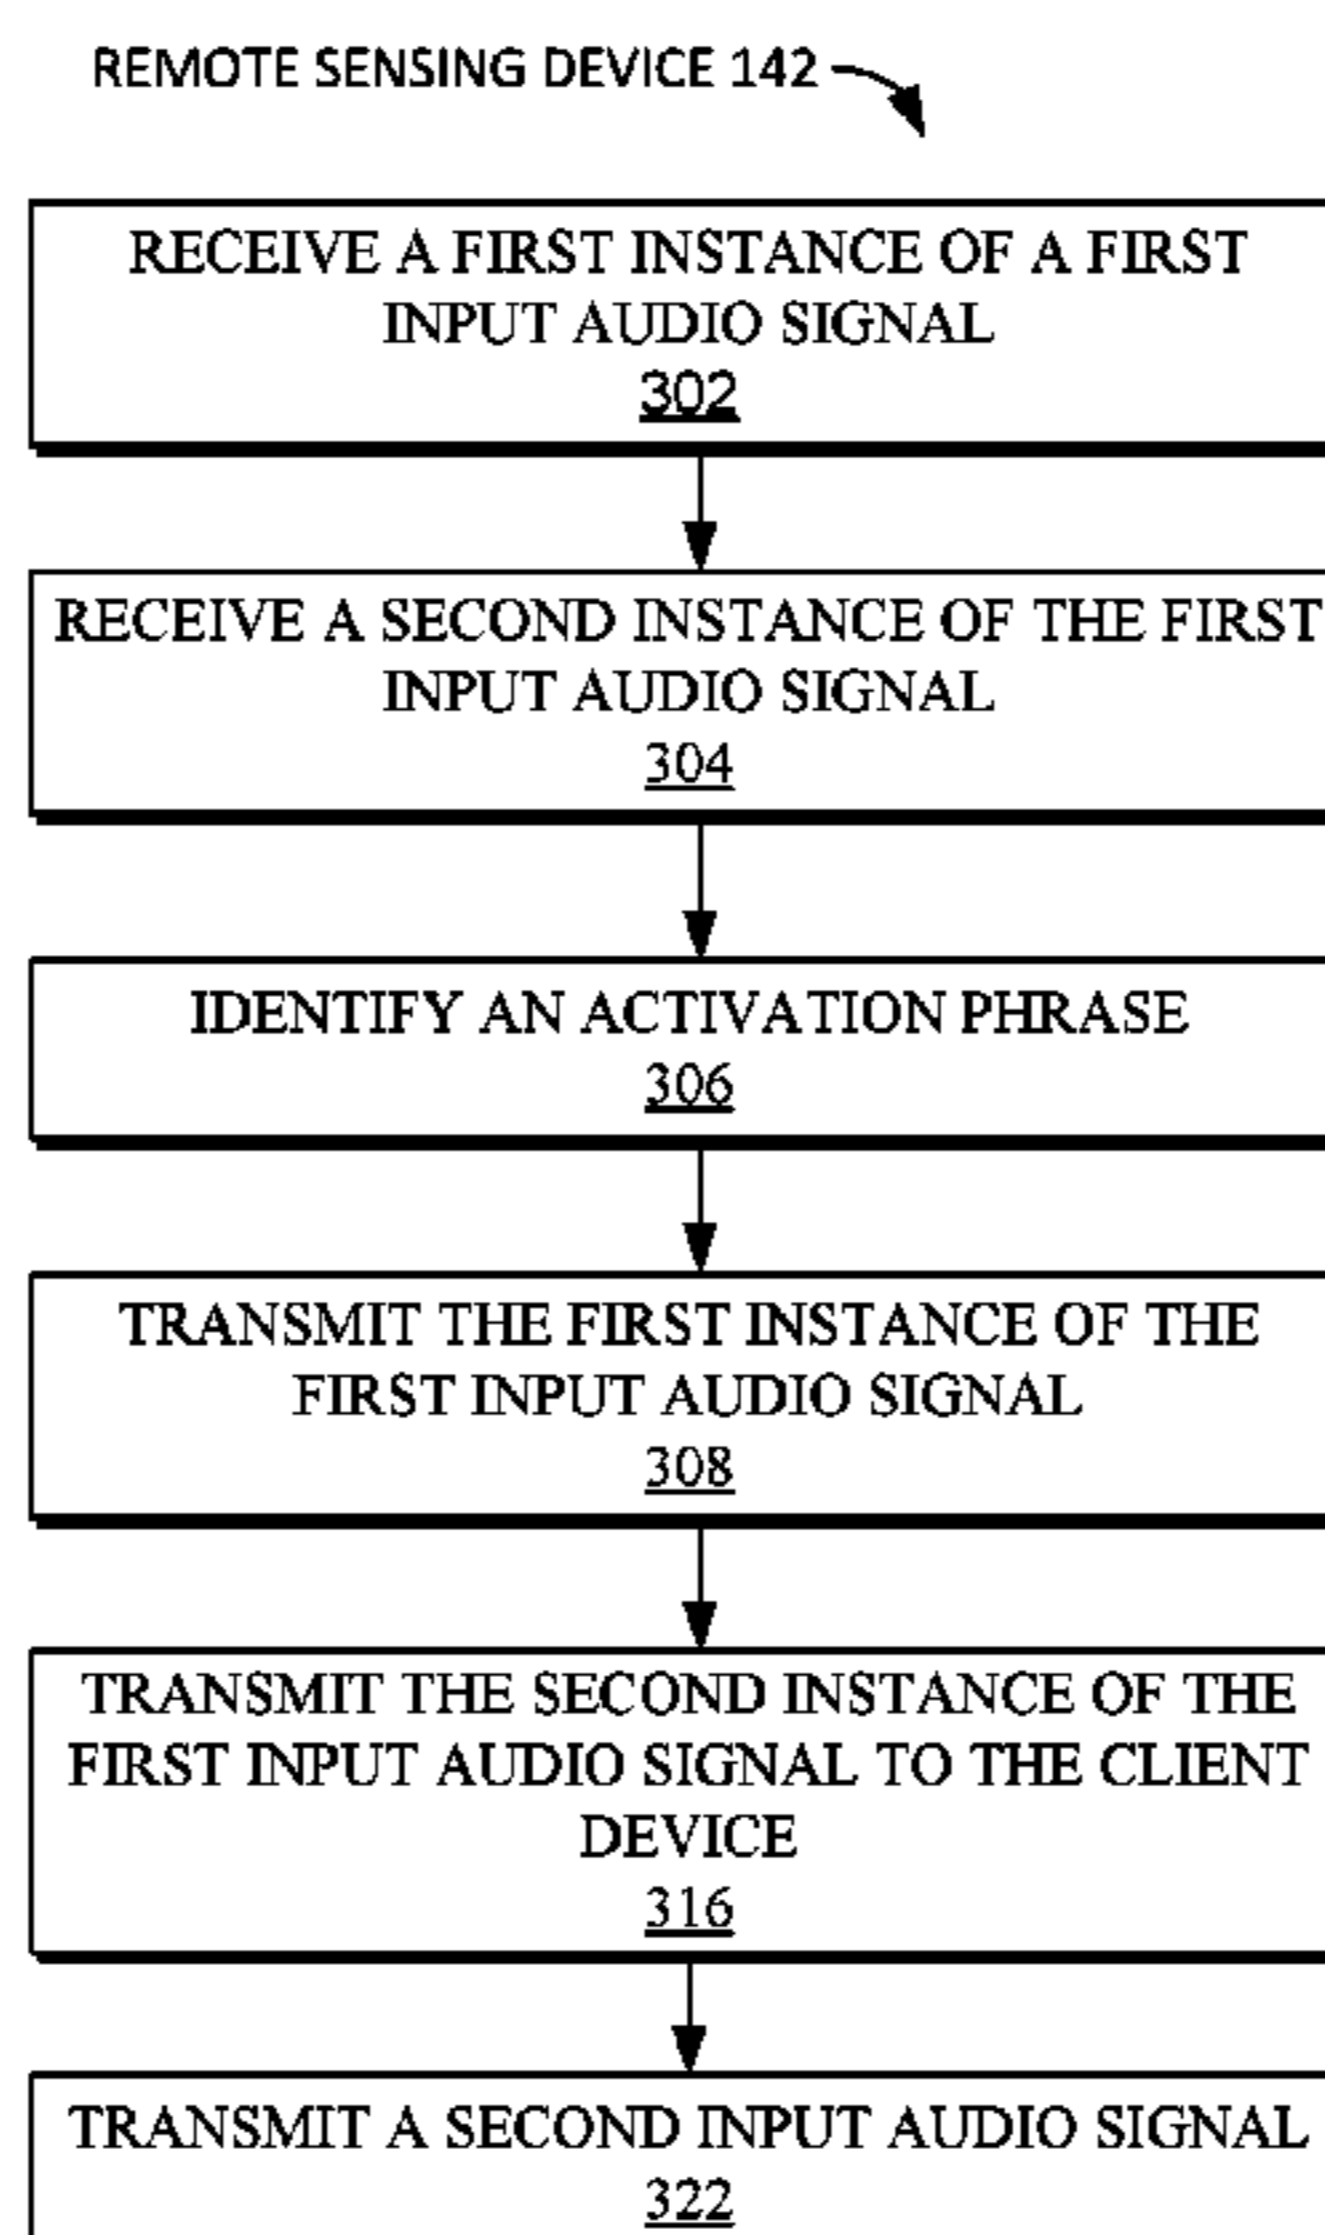 REMOTE SENSING DEVICE 142
RECEIVE A FIRST INSTANCE OF A FIRST
INPUT AUDIO SIGNAL
302
RECEIVE A SECOND INSTANCE OF THE FIRST
INPUT AUDIO SIGNAL
304
IDENTIFY AN ACTIVATION PHRASE
306
TRANSMIT THE FIRST INSTANCE OF THE
FIRST INPUT AUDIO SIGNAL
308
TRANSMIT THE SECOND INSTANCE OF THE
FIRST INPUT AUDIO SIGNAL TO THE CLIENT
DEVICE
316
TRANSMIT A SECOND INPUT AUDIO SIGNAL
322